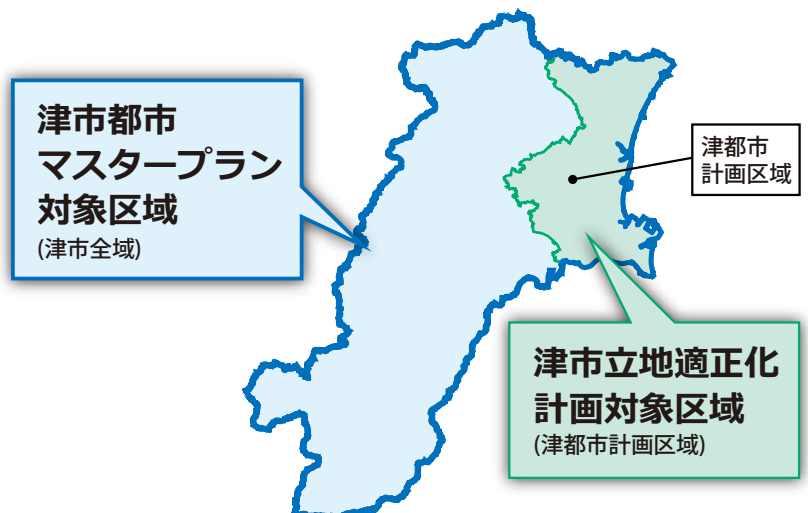 津市都市
マスタープラン
対象区域
(津市全域)
津都市
計画区域
津市立地適正化
計画対象区域
(津都市計画区域)